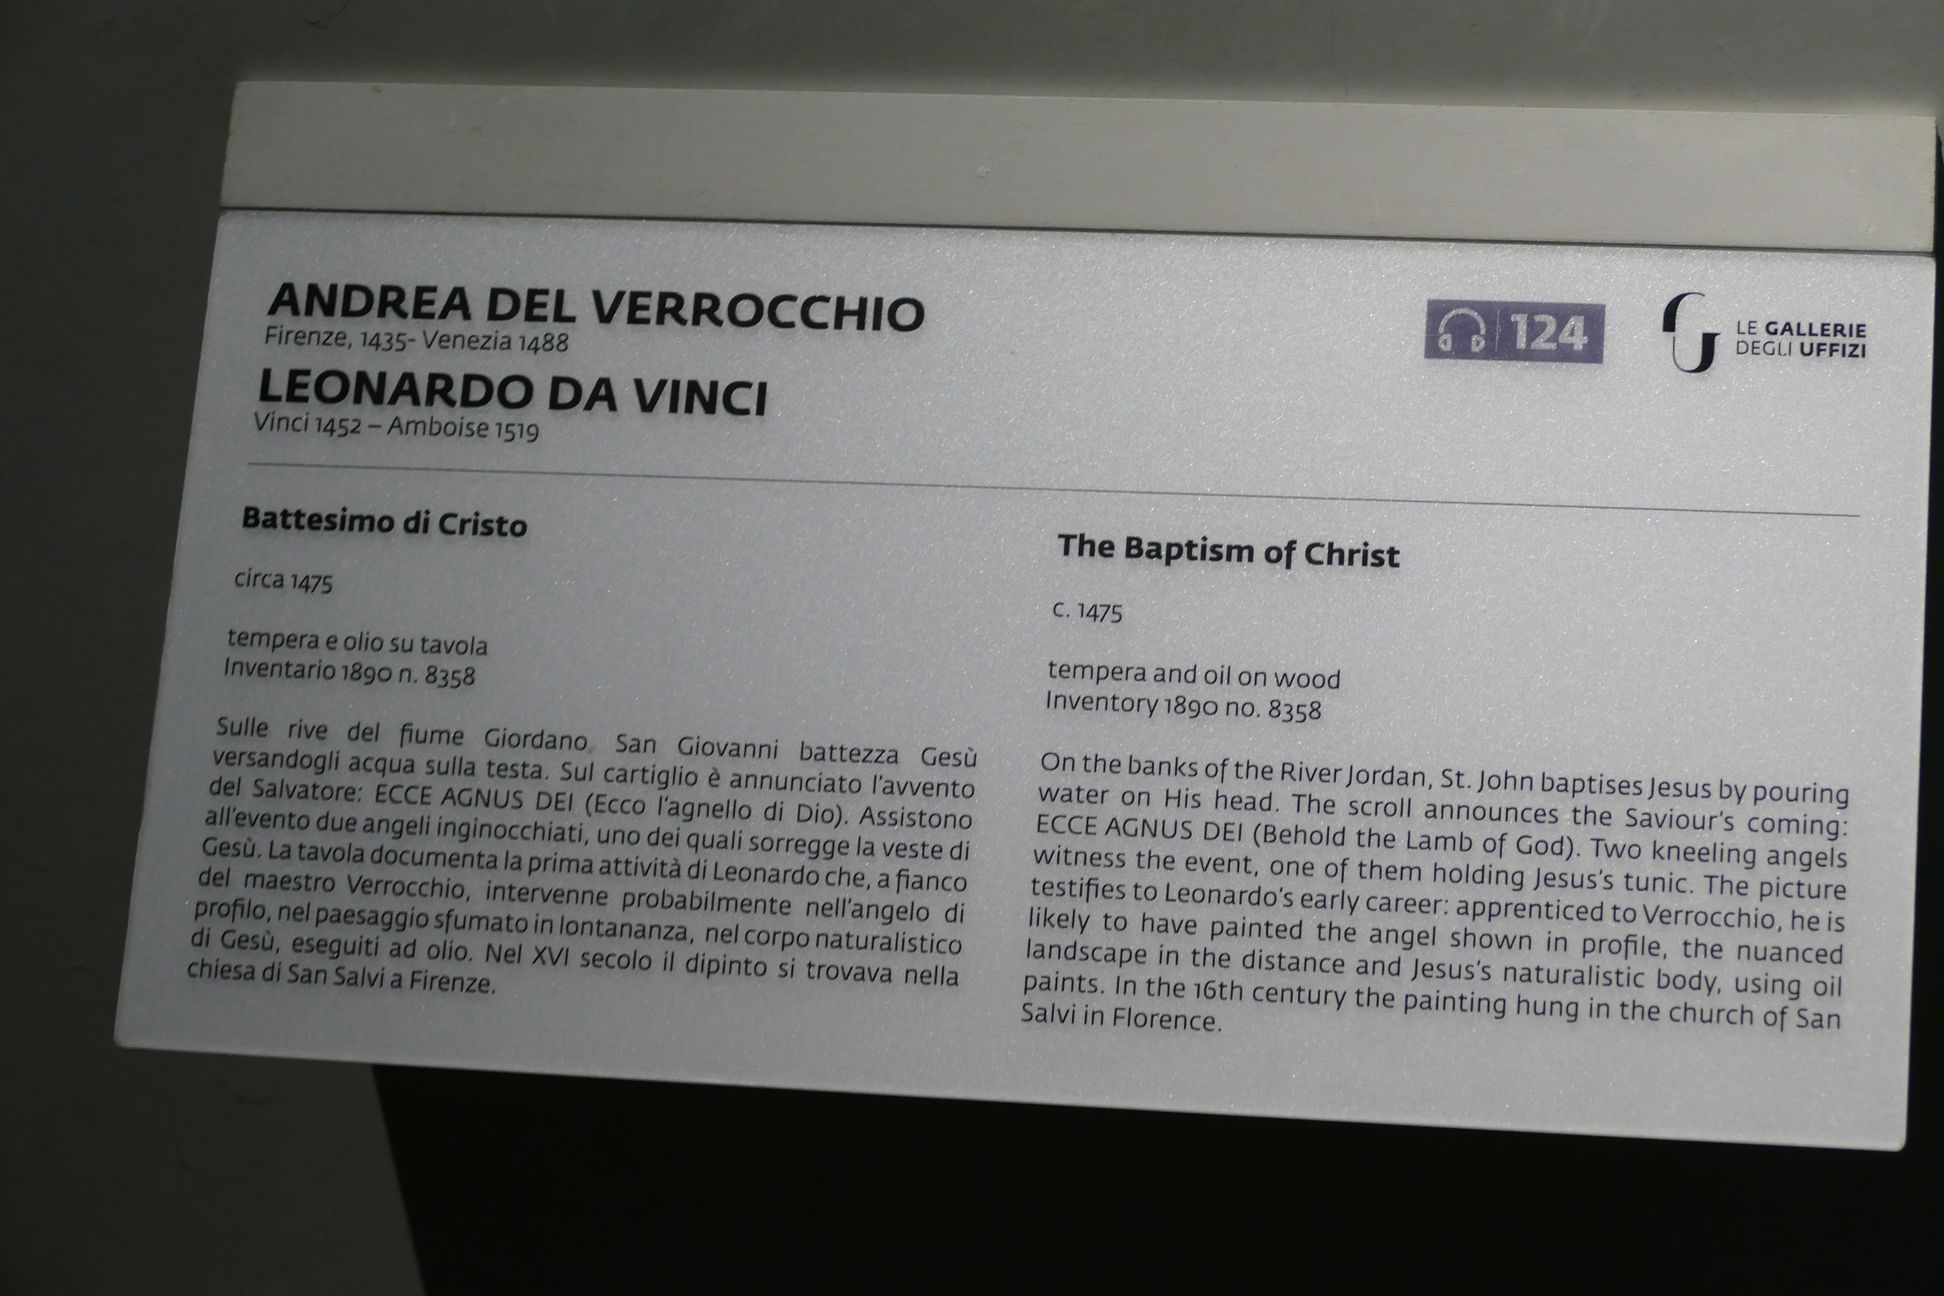 ANDREA DEL VERROCCHIO
Firenze, 1435- Venezia 1488
LEONARDO DA VINCI
Vinci 1452 – Amboise 1519
124
LE GALLERIE
DEGLI UFFIZI
Battesimo di Cristo
circa 1475
tempera e olio su tavola
Inventario 1890 n. 8358
Sulle rive del fiume Giordano, San Giovanni battezza Gesù
versandogli acqua sulla testa. Sul cartiglio è annunciato l'avvento
del Salvatore: ECCE AGNUS DEI (Ecco l'agnello di Dio). Assistono
all'evento due angeli inginocchiati, uno dei quali sorregge la veste di
Gesù. La tavola documenta la prima attività di Leonardo che, a fianco
del maestro Verrocchio, intervenne probabilmente nell'angelo di
profilo, nel paesaggio sfumato in lontananza, nel corpo naturalistico
di Gesù, eseguiti ad olio. Nel XVI secolo il dipinto si trovava nella
chiesa di San Salvi a Firenze.
The Baptism of Christ
c. 1475
tempera and oil on wood
Inventory 1890 no. 8358
On the banks of the River Jordan, St. John baptises Jesus by pouring
water on His head. The scroll announces the Saviour's coming:
ECCE AGNUS DEI (Behold the Lamb of God). Two kneeling angels
witness the event, one of them holding Jesus's tunic. The picture
testifies to Leonardo's early career: apprenticed to Verrocchio, he is
likely to have painted the angel shown in profile, the nuanced
landscape in the distance and Jesus's naturalistic body, using oil
paints. In the 16th century the painting hung in the church of San
Salvi in Florence.